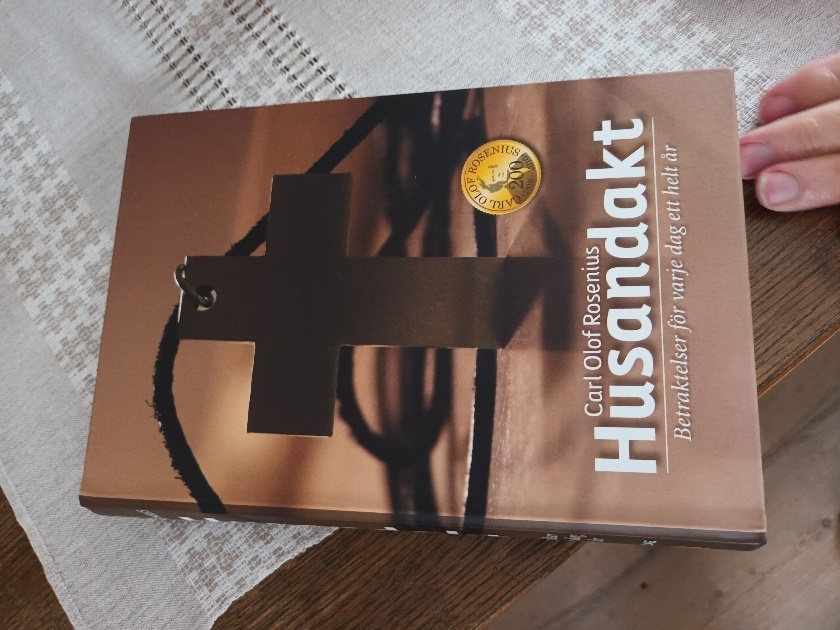 CARL OLOF ROSENIUS
200
Carl Olof Rosenius
Husandakt
Betraktelser för varje dag ett helt år